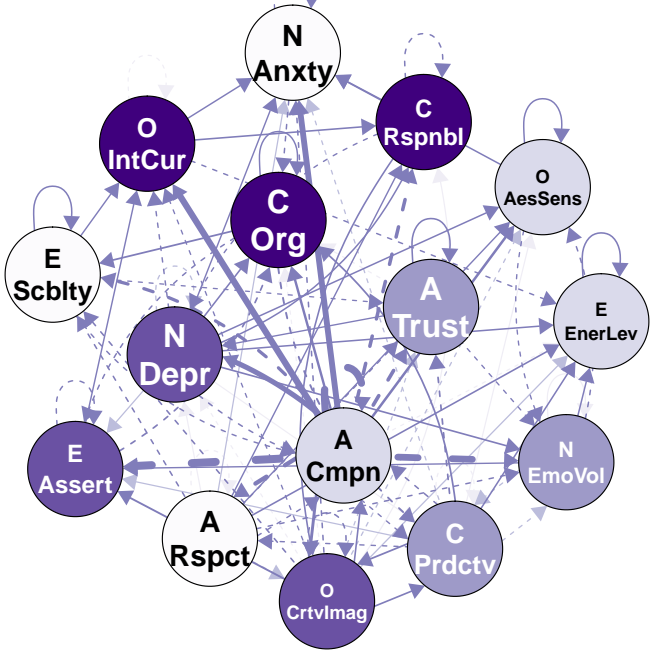 N
Anxty
C
Rspnbl
O
IntCur
O
AesSens
C
Org
E
Scblty
A
Trust
E
EnerLev
N
Depr
A
Cmpn
N
EmoVol
E
Assert
A
Rspct
C
Prdctv
O
CrtvImag